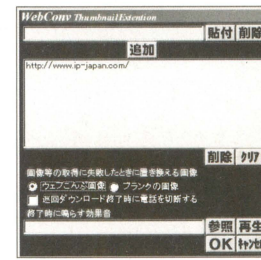 WebConv ThumbnailExtention
貼付 削除
追加
http://www.ip-japan.com/
削除 クリア
画像等の取得に失敗したときに置き換える画像
ウェブこんぶ画像 ブランクの画像
巡回ダウンロード終了時に電話を切断する
終了時に鳴らす効果音
参照 再生
OK キャンセル